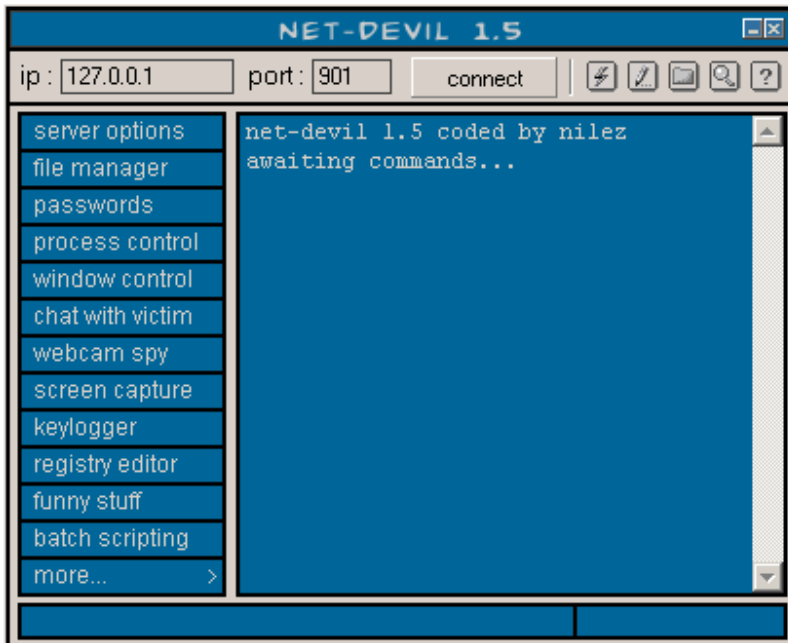 NET-DEVIL 1.5
ip : 127.0.0.1 port : 901 connect ?
server options
file manager
passwords
process control
window control
chat with victim
webcam spy
screen capture
keylogger
registry editor
funny stuff
batch scripting
more... >
net-devil 1.5 coded by nilez
awaiting commands...